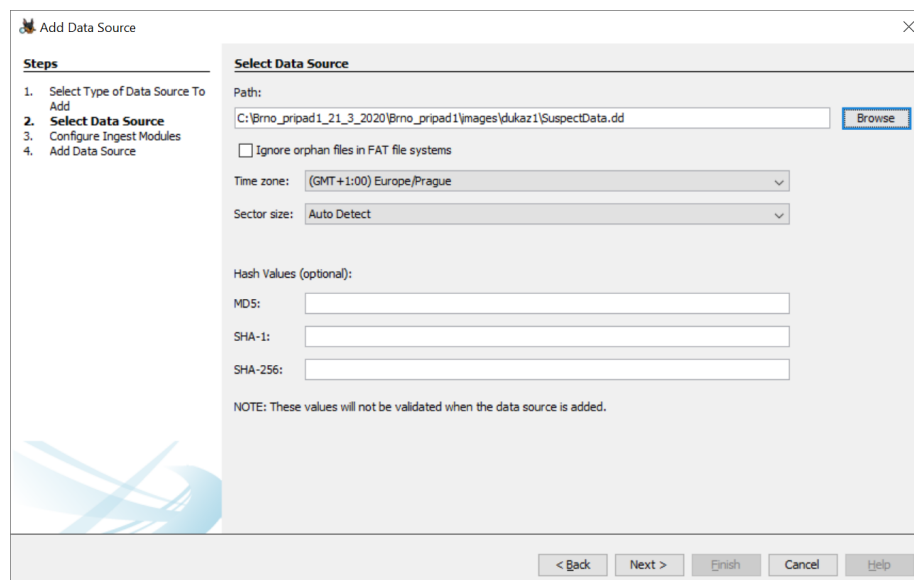 Add Data Source
Steps
1. Select Type of Data Source To
Add
2. Select Data Source
3. Configure Ingest Modules
4. Add Data Source
Select Data Source
Path:
C:\Brno_pripad1_21_3_2020\Brno_pripad1\images\dukaz1\SuspectData.dd
Browse
Ignore orphan files in FAT file systems
Time zone: (GMT+1:00) Europe/Prague
Sector size: Auto Detect
Hash Values (optional):
MD5:
SHA-1:
SHA-256:
NOTE: These values will not be validated when the data source is added.
< Back Next > Finish Cancel Help